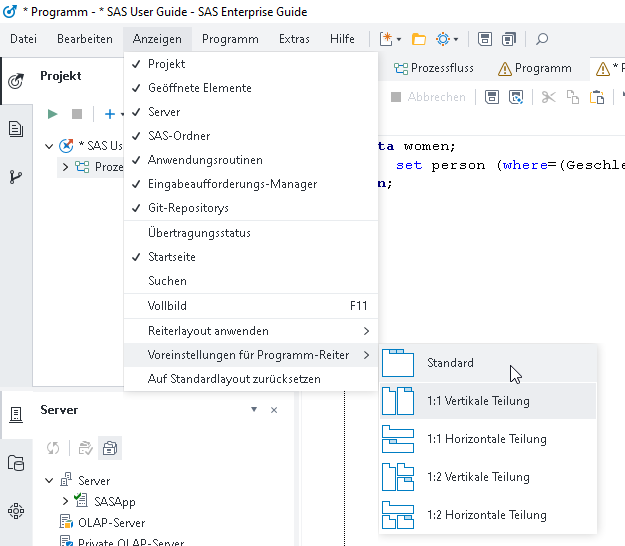 * Programm - * SAS User Guide - SAS Enterprise Guide
Datei Bearbeiten Anzeigen Programm Extras Hilfe
Projekt
Prozessfluss Programm * P
Abbrechen
* SAS Us
Proze
ta women;
set person (where=(Geschle
n;
Projekt
Geöffnete Elemente
Server
SAS-Ordner
Anwendungsroutinen
Eingabeaufforderungs-Manager
Git-Repositorys
Übertragungsstatus
Startseite
Suchen
Vollbild F11
Reiterlayout anwenden
Voreinstellungen für Programm-Reiter
Auf Standardlayout zurücksetzen
Standard
1:1 Vertikale Teilung
1:1 Horizontale Teilung
1:2 Vertikale Teilung
1:2 Horizontale Teilung
Server
Server
SASApp
OLAP-Server
Private OLAP-Server